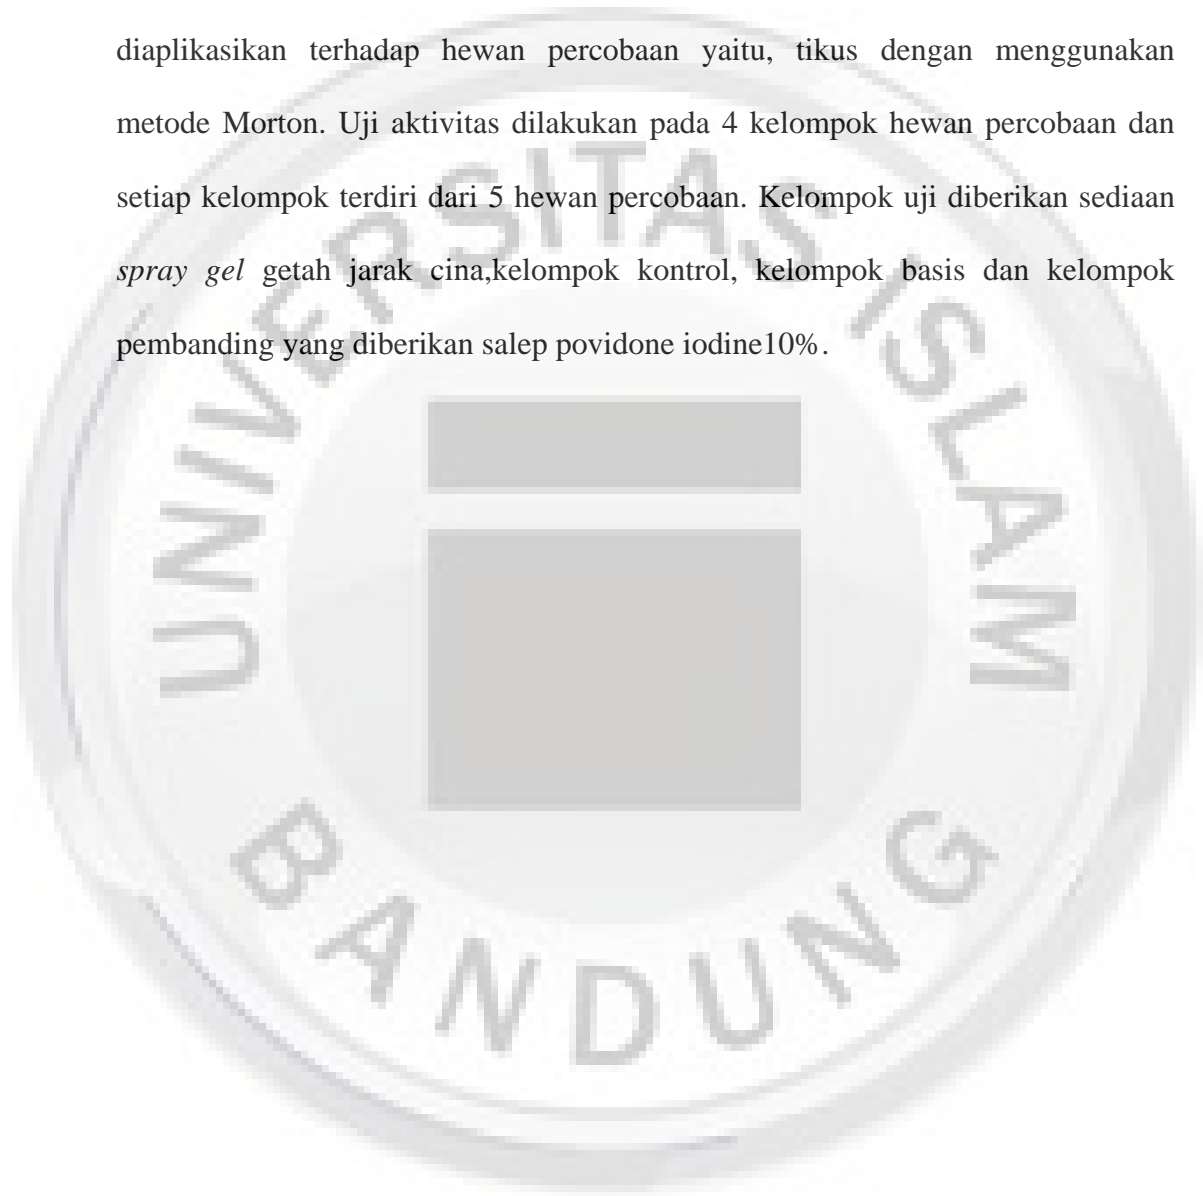 diaplikasikan terhadap hewan percobaan yaitu, tikus dengan menggunakan
metode Morton. Uji aktivitas dilakukan pada 4 kelompok hewan percobaan dan
setiap kelompok terdiri dari 5 hewan percobaan. Kelompok uji diberikan sediaan
spray gel getah jarak cina,kelompok kontrol, kelompok basis dan kelompok
pembanding yang diberikan salep povidone iodine10%.
UNIVERSITAS ISLAM
BANDUNG